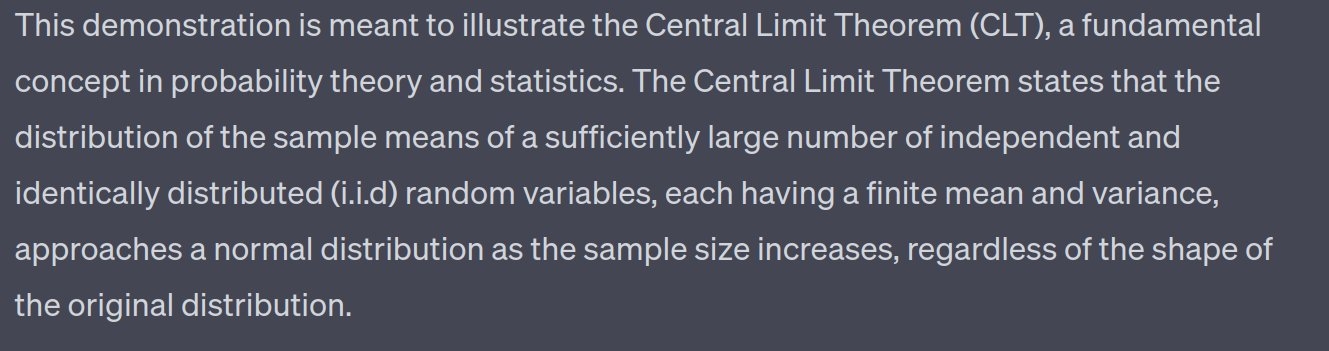 This demonstration is meant to illustrate the Central Limit Theorem (CLT), a fundamental
concept in probability theory and statistics. The Central Limit Theorem states that the
distribution of the sample means of a sufficiently large number of independent and
identically distributed (i.i.d) random variables, each having a finite mean and variance,
approaches a normal distribution as the sample size increases, regardless of the shape of
the original distribution.